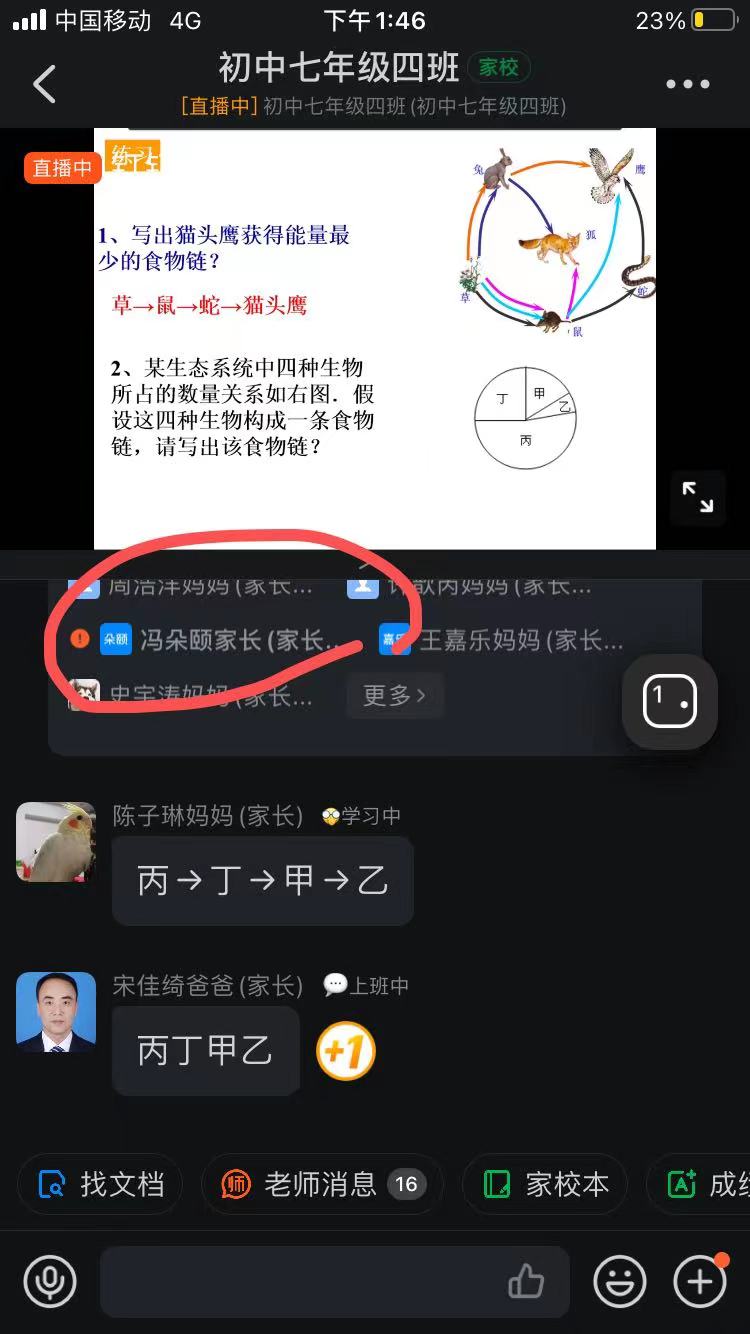 中国移动 4G 下午1:46 23%
初中七年级四班 家校
[直播中]初中七年级四班(初中七年级四班)
直播中
练习
1、写出猫头鹰获得能量最
少的食物链？
草→鼠→蛇→猫头鹰
2、某生态系统中四种生物
所占的数量关系如右图．假
设这四种生物构成一条食物
链，请写出该食物链？
兔
鹰
狐
草
蛇
鼠
丁
甲
乙
丙
周浩洋妈妈(家长...
歆芮妈妈(家长...
朵颐 冯朵颐家长(家长... 嘉乐 王嘉乐妈妈(家长...
史宇涛妈妈(家长... 更多>
1
陈子琳妈妈(家长) 学习中
丙→丁→甲→乙
宋佳绮爸爸(家长) 上班中
丙丁甲乙 +1
找文档 师 老师消息 16 家校本 A 成绩